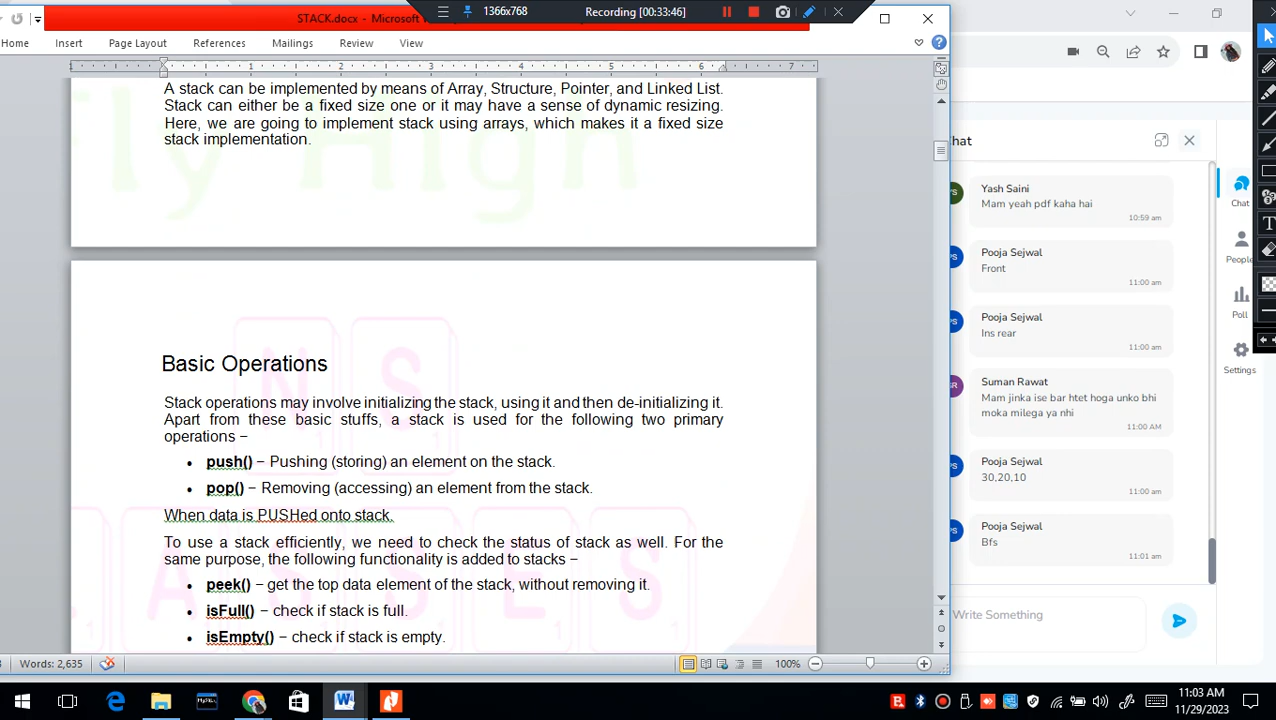 STACK.docx - Microsoft
1366x768
Recording [00:33:46]
Home
Insert
Page Layout
References
Mailings
Review
View
1 1 2 3 4 5 6 7
A stack can be implemented by means of Array, Structure, Pointer, and Linked List.
Stack can either be a fixed size one or it may have a sense of dynamic resizing.
Here, we are going to implement stack using arrays, which makes it a fixed size
stack implementation.
Basic Operations
Stack operations may involve initializing the stack, using it and then de-initializing it.
Apart from these basic stuffs, a stack is used for the following two primary
operations −
• push() − Pushing (storing) an element on the stack.
• pop() − Removing (accessing) an element from the stack.
When data is PUSHed onto stack.
To use a stack efficiently, we need to check the status of stack as well. For the
same purpose, the following functionality is added to stacks −
• peek() − get the top data element of the stack, without removing it.
• isFull() − check if stack is full.
• isEmpty() − check if stack is empty.
Words: 2,635
100%
hat
Yash Saini
Mam yeah pdf kaha hai
10:59 am
Pooja Sejwal
Front
11:00 am
Pooja Sejwal
Ins rear
11:00 am
Suman Rawat
Mam jinka ise bar htet hoga unko bhi
moka milega ya nhi
11:00 AM
Pooja Sejwal
30,20,10
11:00 am
Pooja Sejwal
Bfs
11:01 am
Write Something
Chat
People
Poll
Settings
11:03 AM
11/29/2023